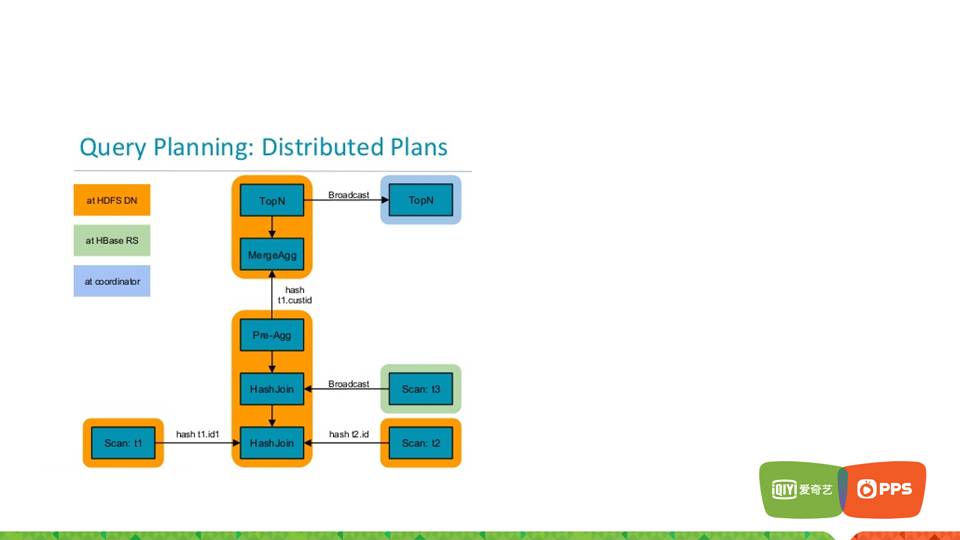 Query Planning: Distributed Plans
at HDFS DN
at HBase RS
at coordinator
TopN
Broadcast
TopN
MergeAgg
hash
t1.custid
Pre-Agg
HashJoin
Broadcast
Scan: t3
Scan: t1
hash t1.id1
HashJoin
hash t2.id
Scan: t2
iQIYI 爱奇艺
PPS